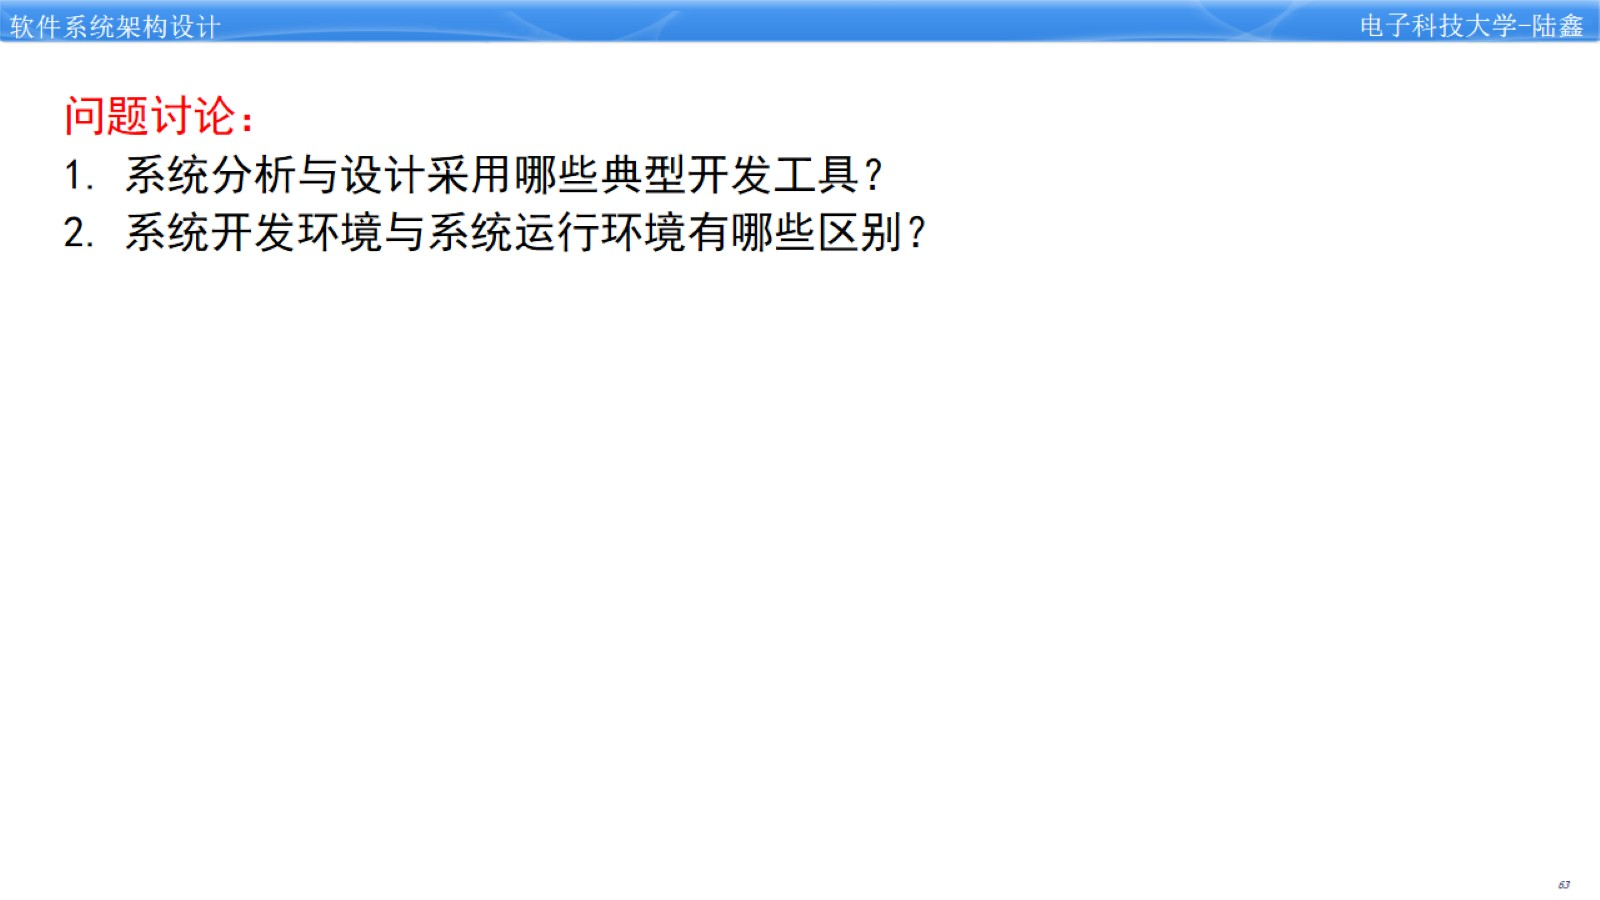 软件系统架构设计
电子科技大学-陆鑫
问题讨论：
1. 系统分析与设计采用哪些典型开发工具？
2. 系统开发环境与系统运行环境有哪些区别？
63